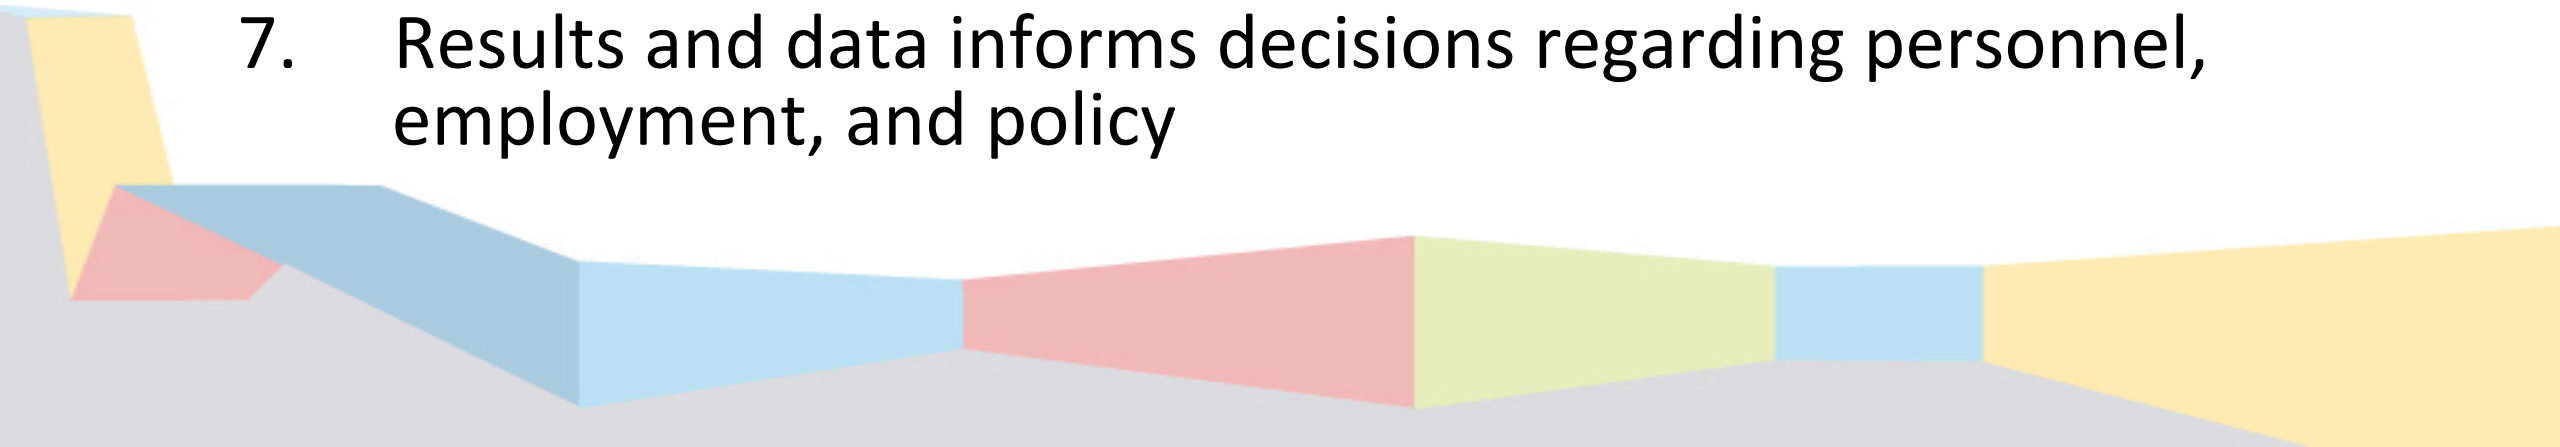 7. Results and data informs decisions regarding personnel,
employment, and policy